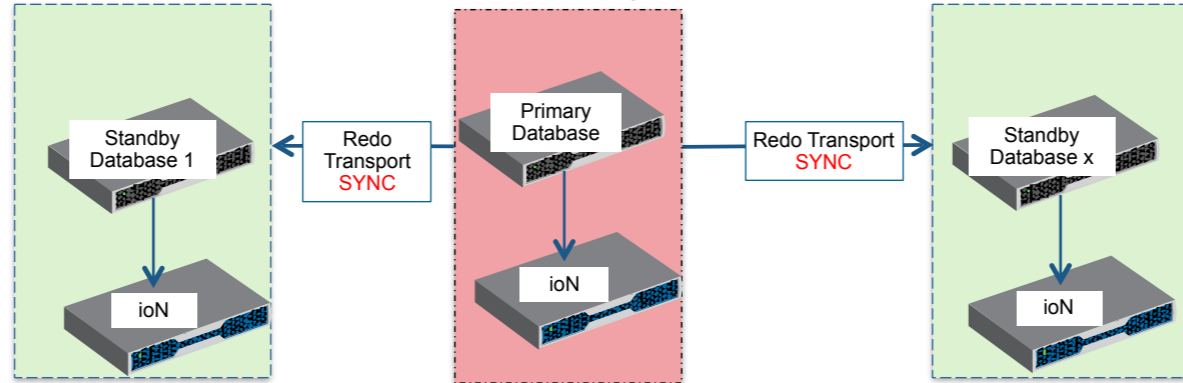 Standby
Database 1
Redo
Transport
SYNC
Primary
Database
Redo Transport
SYNC
Standby
Database x
ioN
ioN
ioN